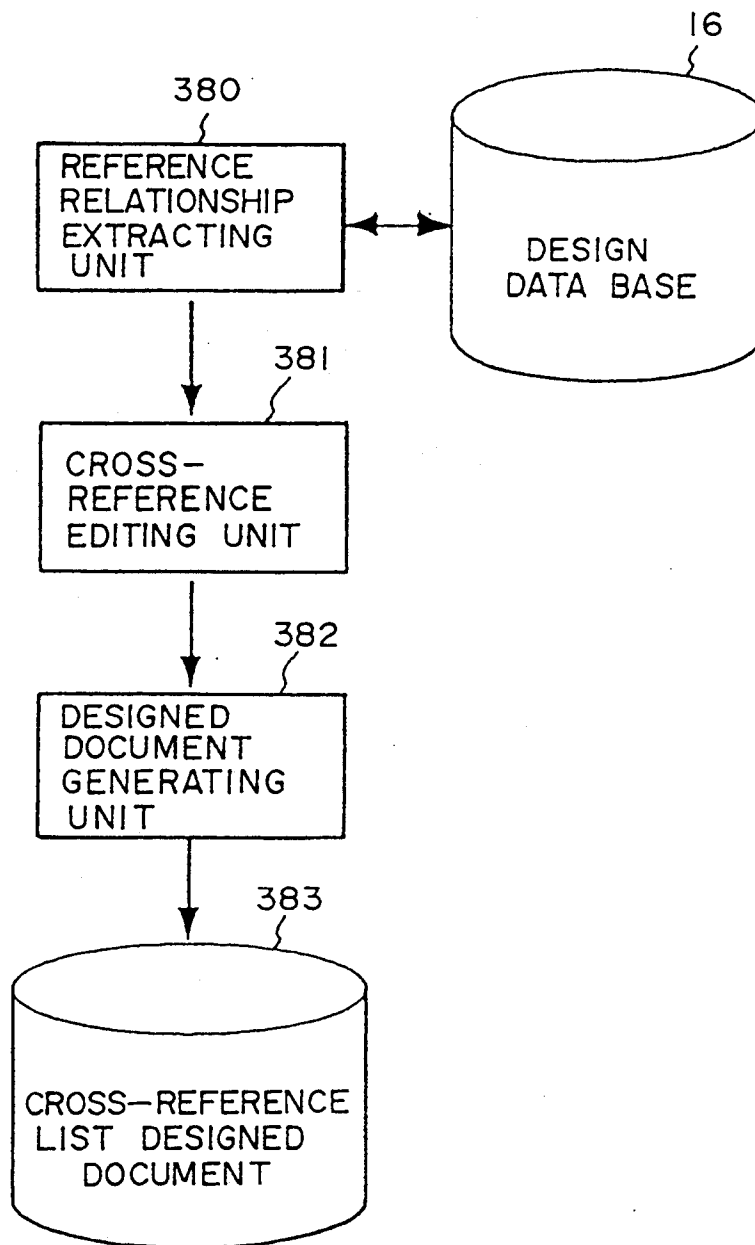 16
380
REFERENCE
RELATIONSHIP
EXTRACTING
UNIT
DESIGN
DATA BASE
381
CROSS-
REFERENCE
EDITING UNIT
382
DESIGNED
DOCUMENT
GENERATING
UNIT
383
CROSS-REFERENCE
LIST DESIGNED
DOCUMENT